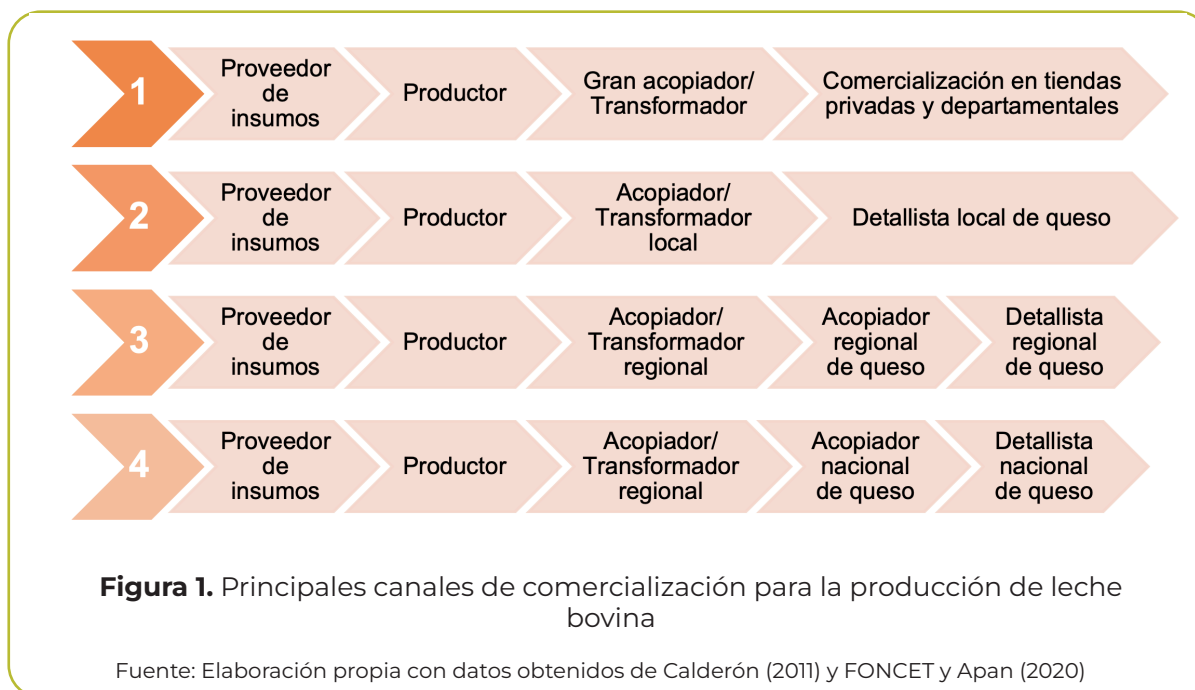 1
Proveedor
de
insumos
Productor
Gran acopiador/
Transformador
Comercialización en tiendas
privadas y departamentales
2
Proveedor
de
insumos
Productor
Acopiador/
Transformador
local
Detallista local de queso
3
Proveedor
de
insumos
Productor
Acopiador/
Transformador
regional
Acopiador
regional
de queso
Detallista
regional
de queso
4
Proveedor
de
insumos
Productor
Acopiador/
Transformador
regional
Acopiador
nacional
de queso
Detallista
nacional
de queso
Figura 1. Principales canales de comercialización para la producción de leche
bovina
Fuente: Elaboración propia con datos obtenidos de Calderón (2011) y FONCET y Apan (2020)